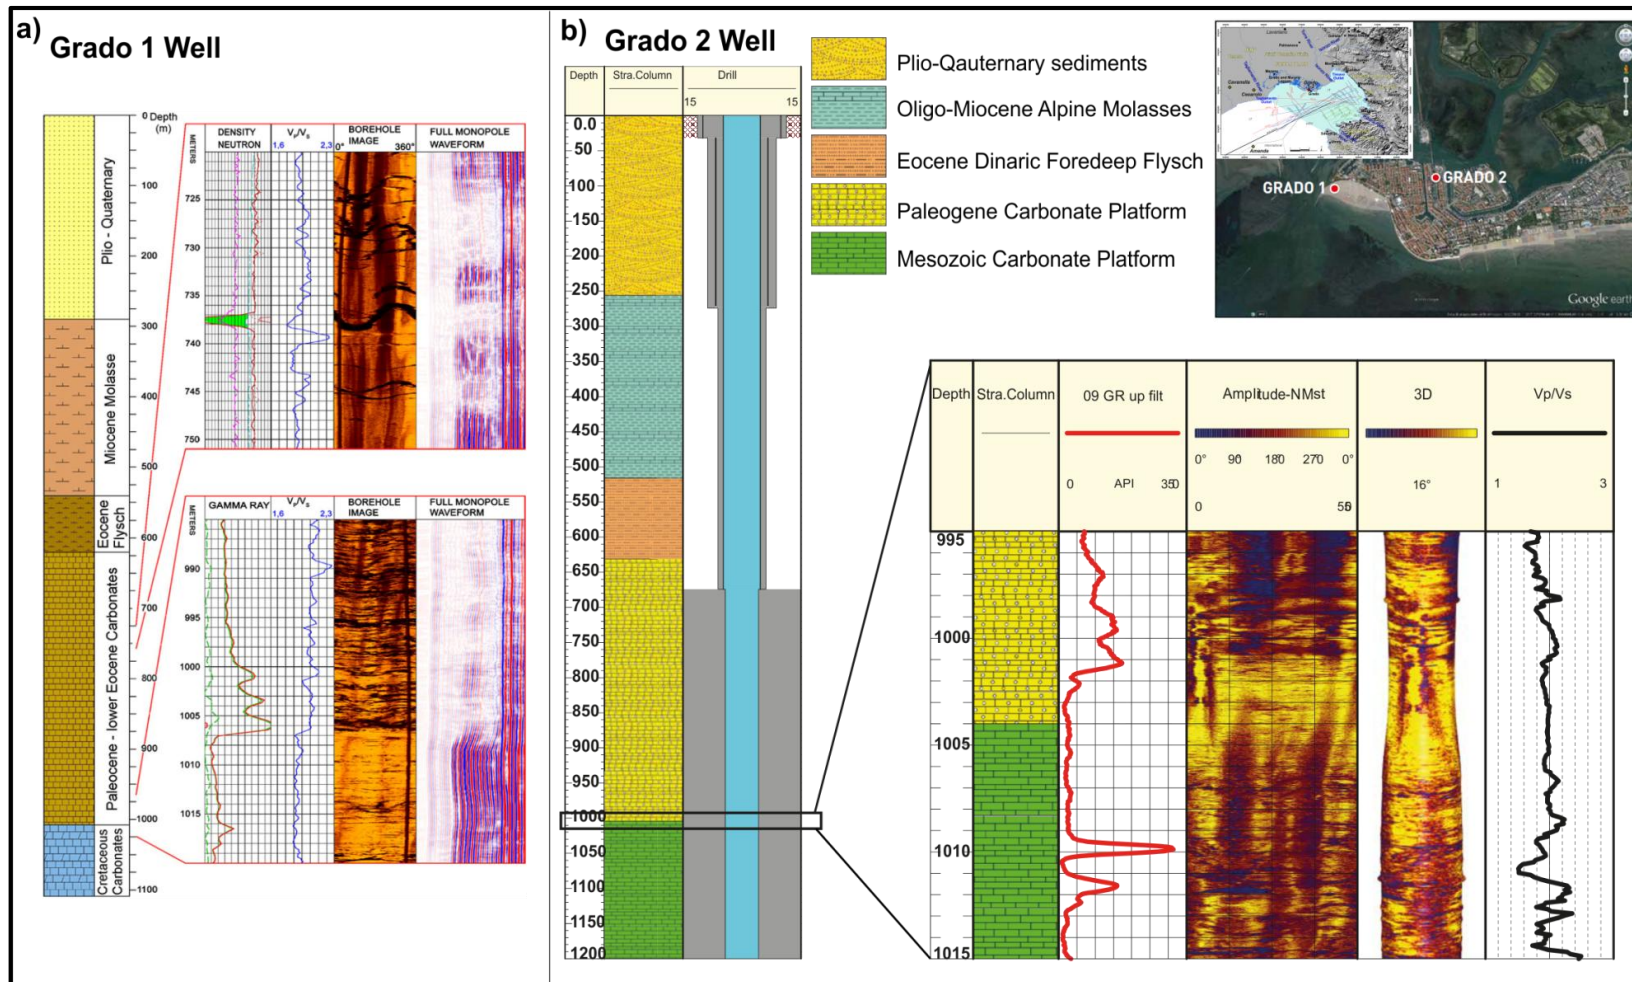 a)
Grado 1 Well
0 Depth
(m)
100
200
300
400
500
600
700
800
900
1000
1100
Plio - Quaternary
Miocene Molasse
Eocene
Flysch
Paleocene - lower Eocene Carbonates
Cretaceous
Carbonates
METERS
DENSITY
NEUTRON
VP/VS
1,6 2,3
BOREHOLE
IMAGE
0° 360°
FULL MONOPOLE
WAVEFORM
725
730
735
740
745
750
METERS
GAMMA RAY
VP/VS
1,6 2,3
BOREHOLE
IMAGE
FULL MONOPOLE
WAVEFORM
990
995
1000
1005
1010
1015
b)
Grado 2 Well
Depth
Stra.Column
Drill
15 15
0.0
50
100
150
200
250
300
350
400
450
500
550
600
650
700
750
800
850
900
950
1000
1050
1100
1150
1200
Plio-Qauternary sediments
Oligo-Miocene Alpine Molasses
Eocene Dinaric Foredeep Flysch
Paleogene Carbonate Platform
Mesozoic Carbonate Platform
GRADO 1
GRADO 2
Google earth
Depth
Stra.Column
09 GR up filt
0 API 350
Amplitude-NMst
0° 90 180 270 0°
0 55
3D
16°
Vp/Vs
1 3
995
1000
1005
1010
1015